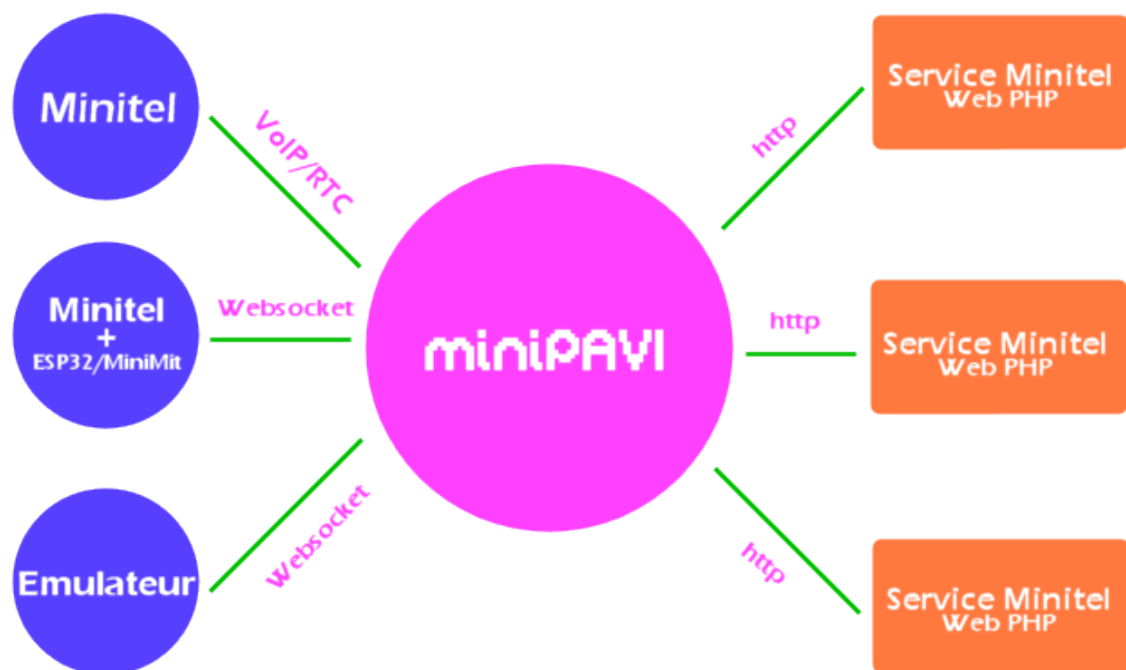 Minitel
VoIP/RTC
Minitel
+
ESP32/MiniMit
Websocket
Emulateur
Websocket
miniPAVI
http
Service Minitel
Web PHP
http
Service Minitel
Web PHP
http
Service Minitel
Web PHP